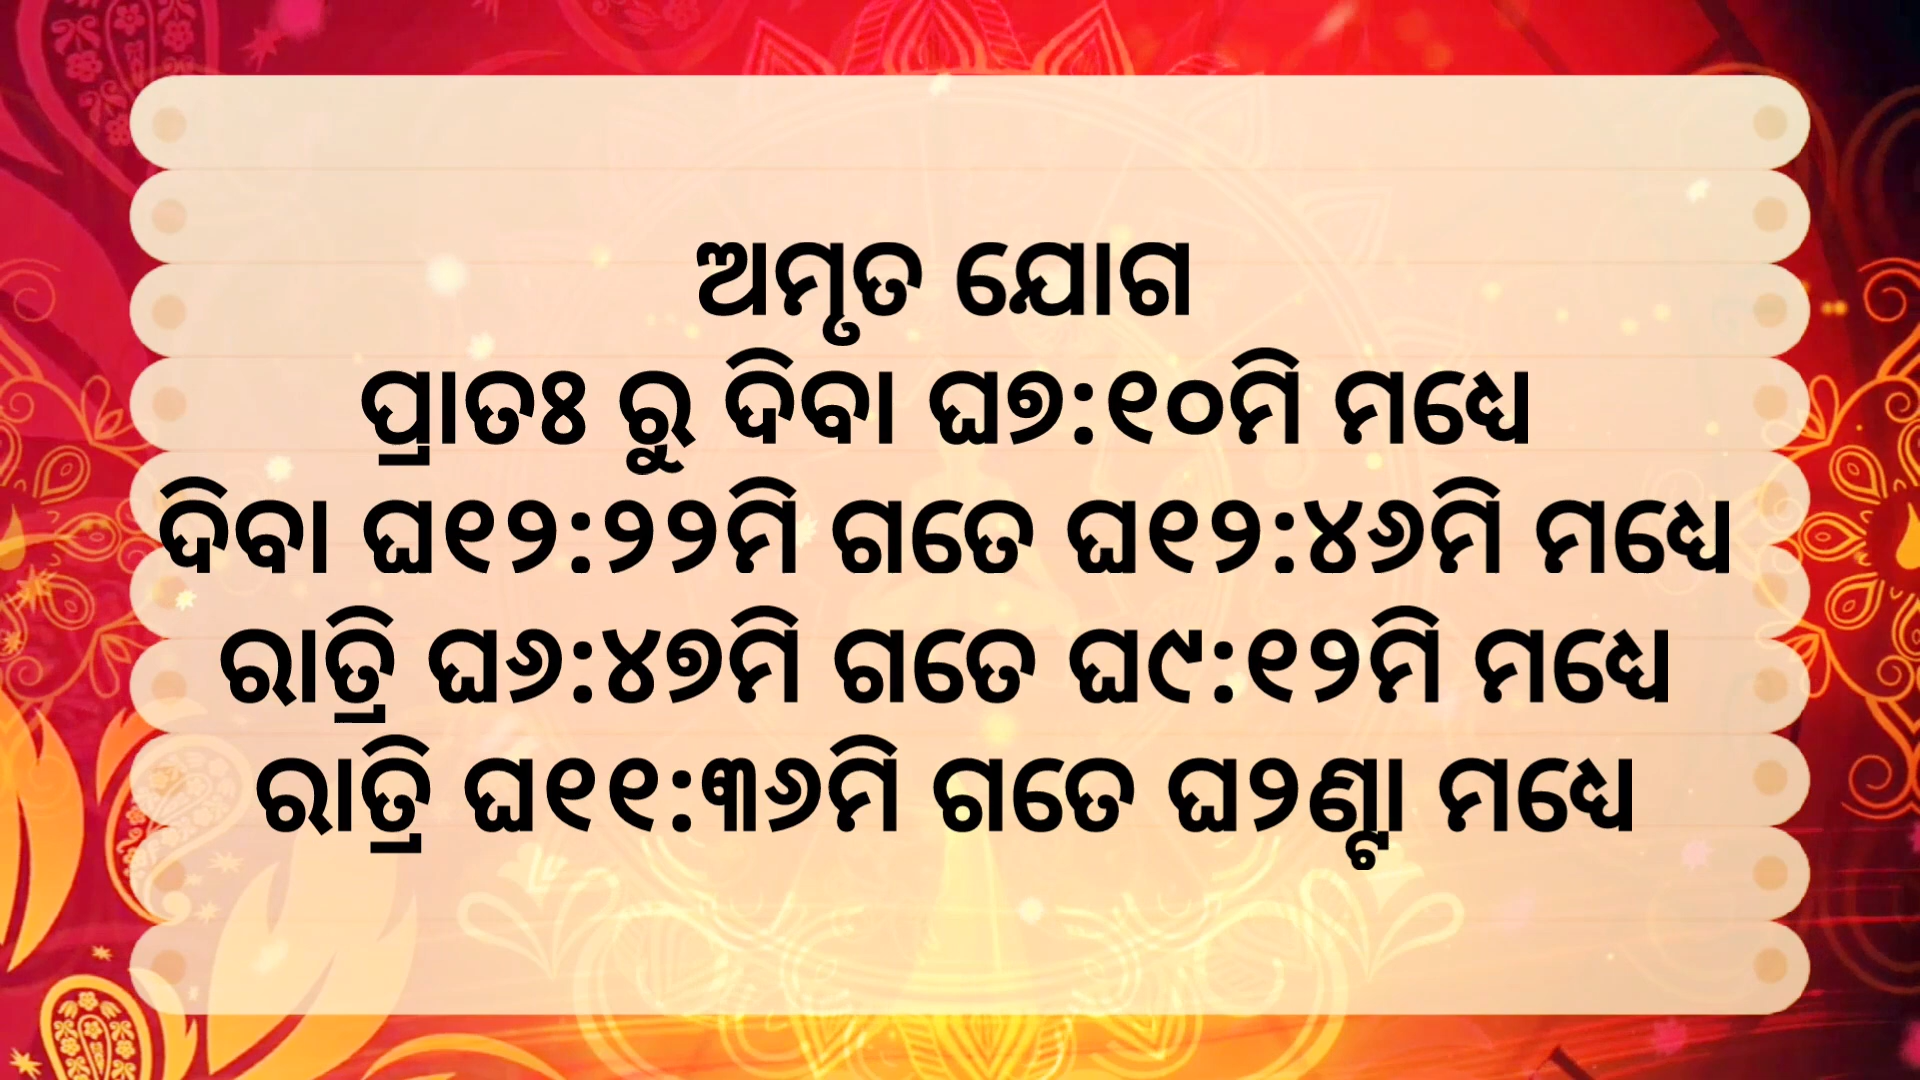 ଅମୃତ ଯୋଗ
ପ୍ରାତଃ ରୁ ଦିବା ଘ୭:୧୦ମି ମଧ୍ୟେ
ଦିବା ଘ୧୨:୨୨ମି ଗତେ ଘ୧୨:୪୬ମି ମଧ୍ୟେ
ରାତ୍ରି ଘ୬:୪୭ମି ଗତେ ଘ୯:୧୨ମି ମଧ୍ୟେ
ରାତ୍ରି ଘ୧୧:୩୬ମି ଗତେ ଘ୨ଣ୍ଟା ମଧ୍ୟେ